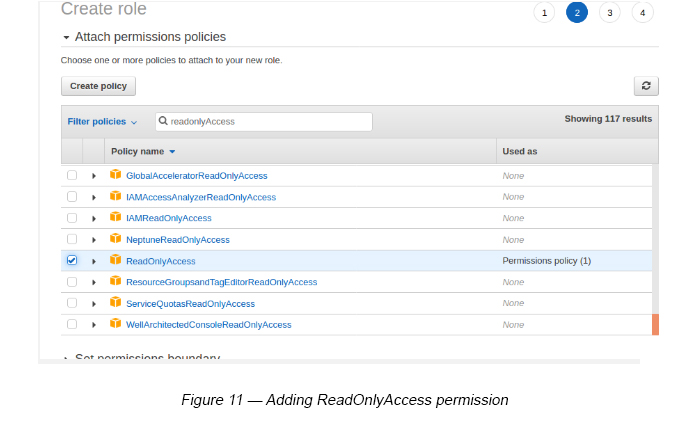 Create role
1 2 3 4
Attach permissions policies
Choose one or more policies to attach to your new role.
Create policy
Filter policies readonlyAccess Showing 117 results
Policy name Used as
GlobalAcceleratorReadOnlyAccess None
IAMAccessAnalyzerReadOnlyAccess None
IAMReadOnlyAccess None
NeptuneReadOnlyAccess None
ReadOnlyAccess Permissions policy (1)
ResourceGroupsandTagEditorReadOnlyAccess None
ServiceQuotasReadOnlyAccess None
WellArchitectedConsoleReadOnlyAccess None
Set permissions boundary
Figure 11 — Adding ReadOnlyAccess permission